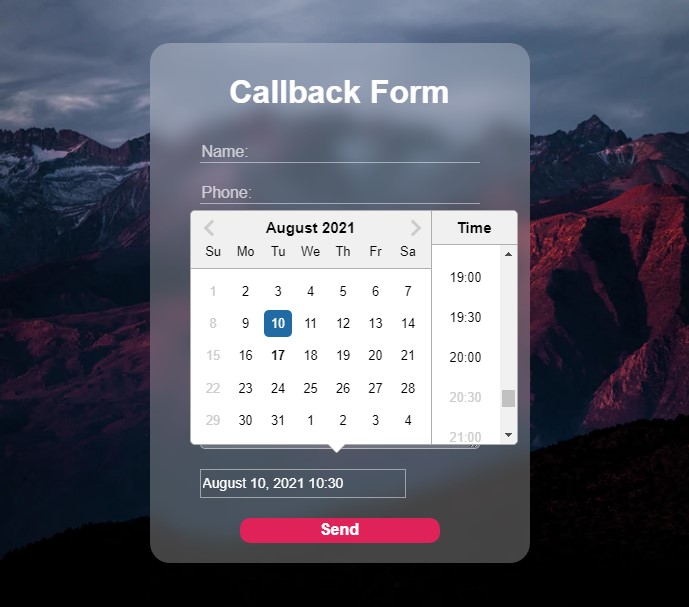 Callback Form
Name:
Phone:
August 2021
Su Mo Tu We Th Fr Sa
1 2 3 4 5 6 7
8 9 10 11 12 13 14
15 16 17 18 19 20 21
22 23 24 25 26 27 28
29 30 31 1 2 3 4
Time
19:00
19:30
20:00
20:30
21:00
August 10, 2021 10:30
Send